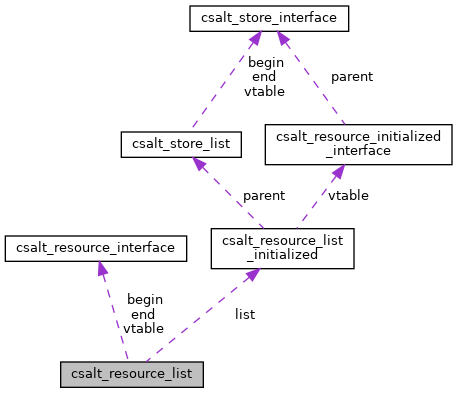 csalt_store_interface
begin
end
vtable
parent
csalt_store_list
csalt_resource_initialized
_interface
parent
vtable
csalt_resource_interface
csalt_resource_list
_initialized
begin
end
vtable
list
csalt_resource_list